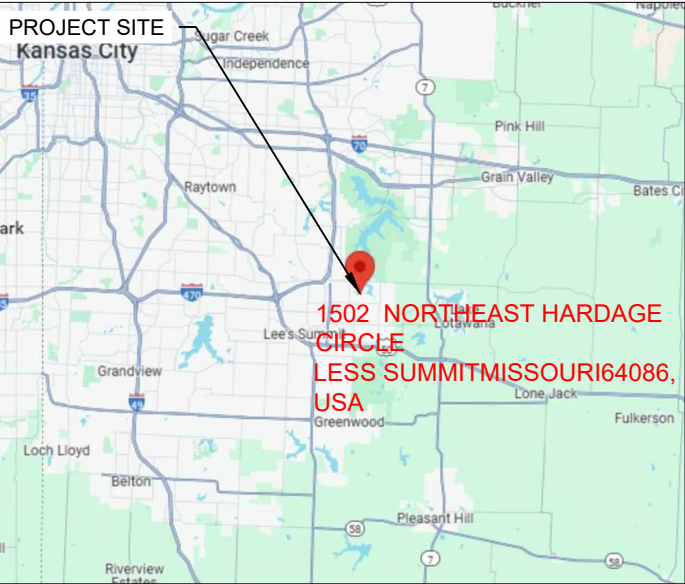 Buckner
Napoleo
PROJECT SITE
Sugar Creek
Kansas City
Independence
35
7
Pink Hill
70
Grain Valley
Raytown
Bates Ci
ark
470
1502 NORTHEAST HARDAGE
Lotawana
Lee's Summit
CIRCLE
50
Grandview
LESS SUMMITMISSOURI64086,
49
Lone Jack
USA
Greenwood
Fulkerson
Loch Lloyd
Belton
Pleasant Hill
58
7
58
Riverview
Estates